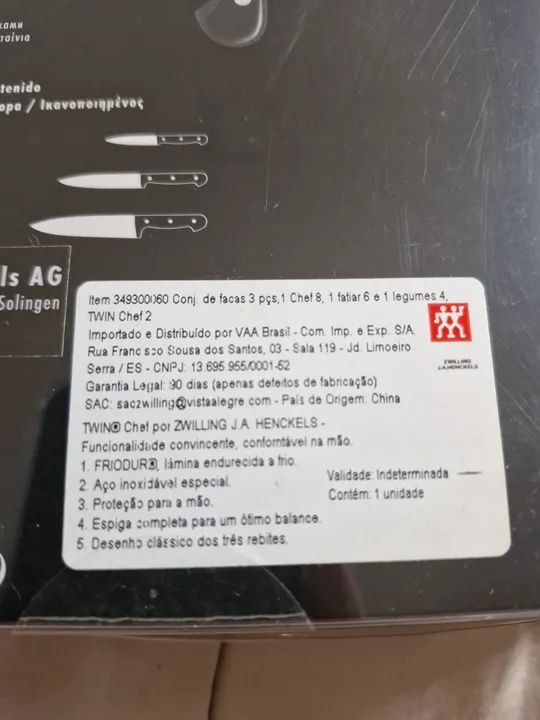 ками
ταίνια
tenido
ора / Ικανοποιημένος
ls AG
Solingen
Item 349300060 Conj. de facas 3 pçs,1 Chef 8, 1 fatiar 6 e 1 legumes 4,
TWIN Chef 2
Importado e Distribuído por VAA Brasil - Com. Imp. e Exp. S/A.
Rua Francisco Sousa dos Santos, 03 - Sala 119 - Jd. Limoeiro
Serra / ES - CNPJ: 13.695.955/0001-52
Garantia Legal: 90 dias (apenas defeitos de fabricação)
SAC: saczwilling@vistaalegre.com - País de Origem: China
ZWILLING
J.A.HENCKELS
TWIN® Chef por ZWILLING J.A. HENCKELS -
Funcionalidade convincente, confortável na mão.
1. FRIODUR®, lâmina endurecida a frio.
2. Aço inoxidável especial.
3. Proteção para a mão.
4. Espiga completa para um ótimo balance.
5. Desenho clássico dos três rebites.
Validade: Indeterminada
Contém: 1 unidade